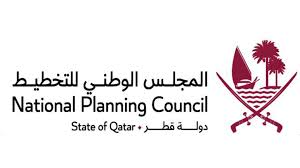 المجلس الوطني للتخطيط
National Planning Council
State of Qatar • دولة قطر